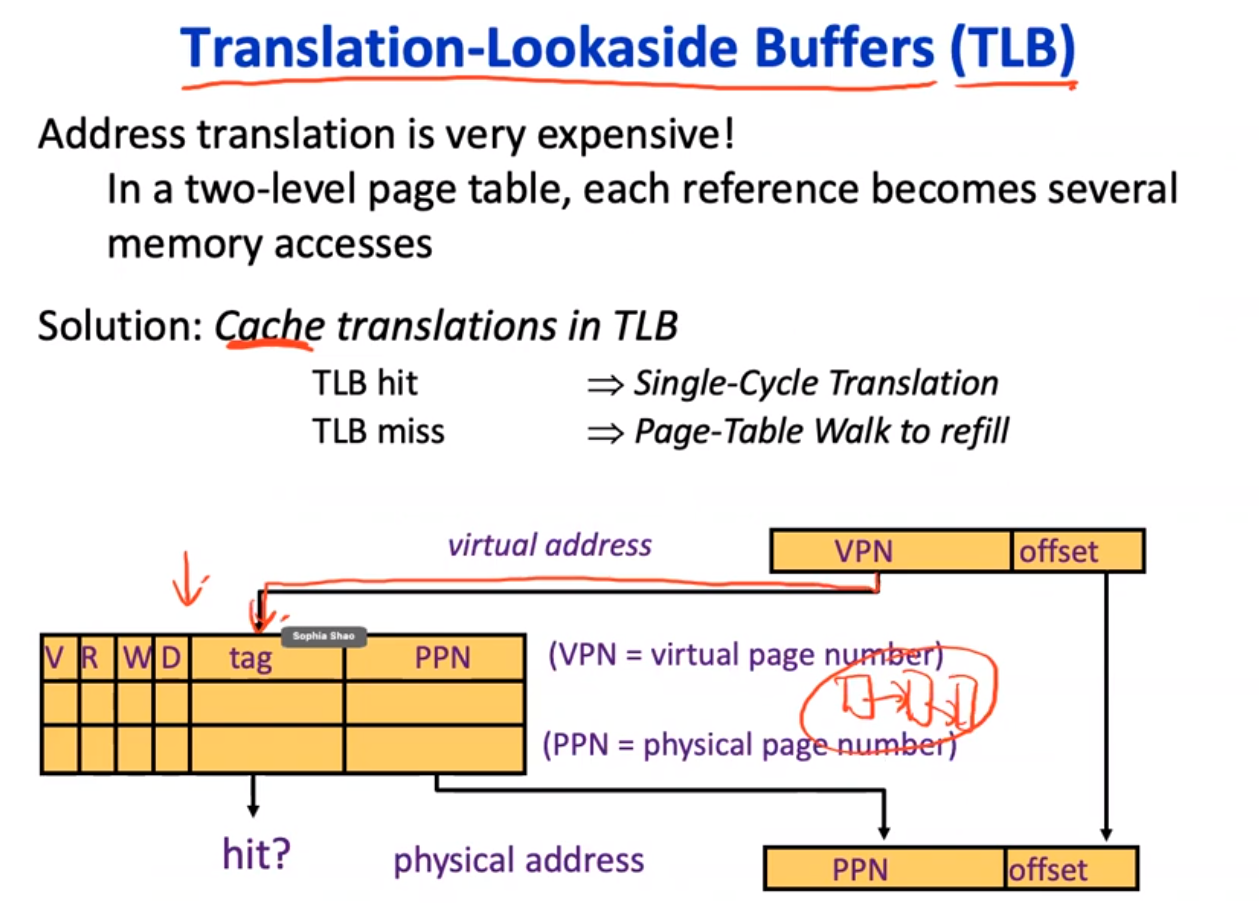 Translation-Lookaside Buffers (TLB)
Address translation is very expensive!
In a two-level page table, each reference becomes several
memory accesses
Solution: Cache translations in TLB
TLB hit ⇒ Single-Cycle Translation
TLB miss ⇒ Page-Table Walk to refill
virtual address VPN offset
Sophia Shao
V R W D tag PPN (VPN = virtual page number)
(PPN = physical page number)
hit? physical address PPN offset